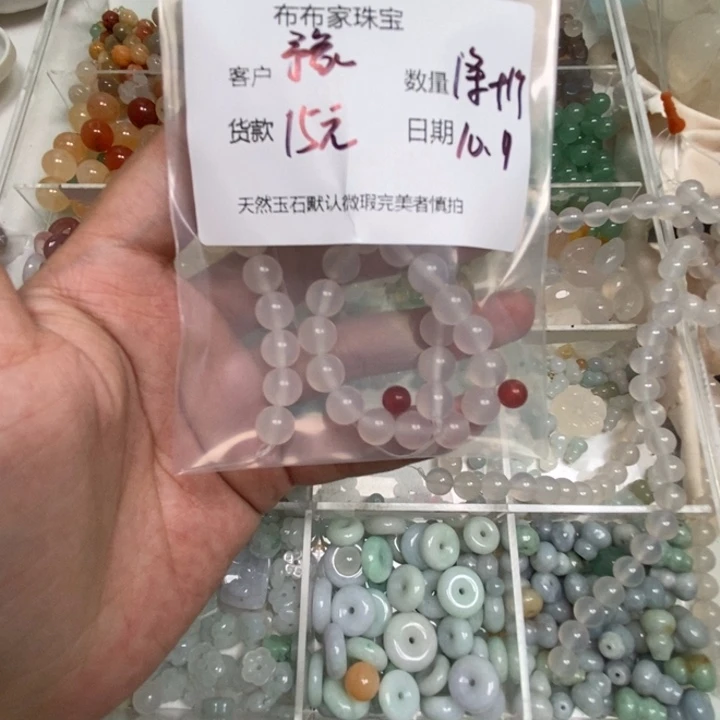 布布家珠宝
客户 数量
货款 15元 日期 10.9
天然玉石默认微瑕完美者慎拍